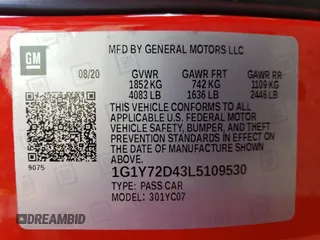 GM
MFD BY GENERAL MOTORS LLC
08/20 GVWR GAWR FRT GAWR RR
1852 KG 742 KG 1109 KG
4083 LB 1636 LB 2446 LB
THIS VEHICLE CONFORMS TO ALL
APPLICABLE U.S. FEDERAL MOTOR
VEHICLE SAFETY, BUMPER, AND THEFT
PREVENTION STANDARDS IN EFFECT ON
THE DATE OF MANUFACTURE SHOWN ABOVE.
1G1Y72D43L5109530
9075 TYPE: PASS CAR
MODEL: 301YC07
DREAMBID